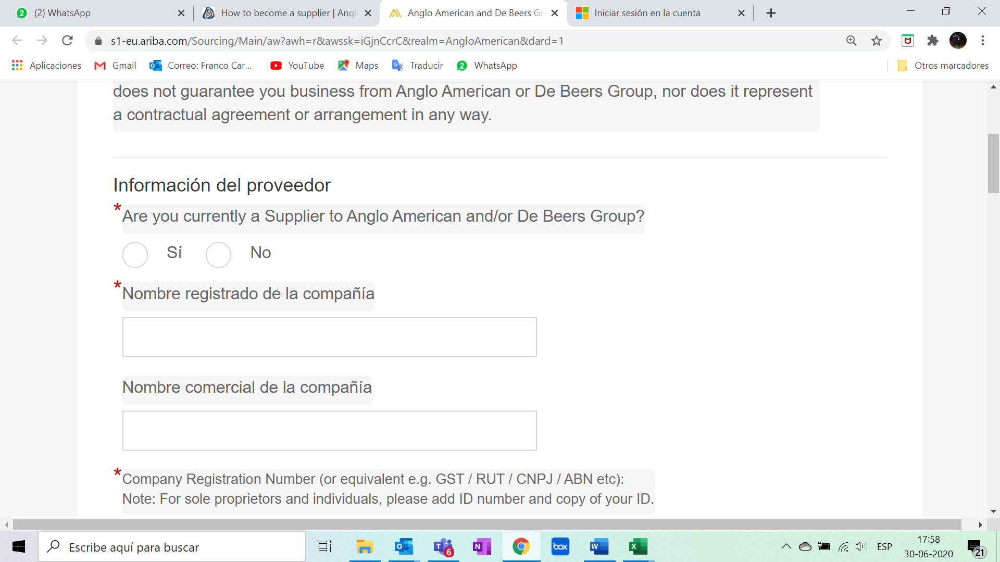 2
(2) WhatsApp
How to become a supplier | Angl
Anglo American and De Beers Gr
Iniciar sesión en la cuenta
s1-eu.ariba.com/Sourcing/Main/aw?awh=r&awssk=iGjnCcrC&realm=AngloAmerican&dard=1
Aplicaciones
Gmail
Correo: Franco Car...
YouTube
Maps
Traducir
2
WhatsApp
Otros marcadores
does not guarantee you business from Anglo American or De Beers Group, nor does it represent
a contractual agreement or arrangement in any way.
Información del proveedor
*Are you currently a Supplier to Anglo American and/or De Beers Group?
Sí No
*Nombre registrado de la compañía
Nombre comercial de la compañía
*Company Registration Number (or equivalent e.g. GST / RUT / CNPJ / ABN etc):
Note: For sole proprietors and individuals, please add ID number and copy of your ID.
Escribe aquí para buscar
6
box
ESP
17:58
30-06-2020
21